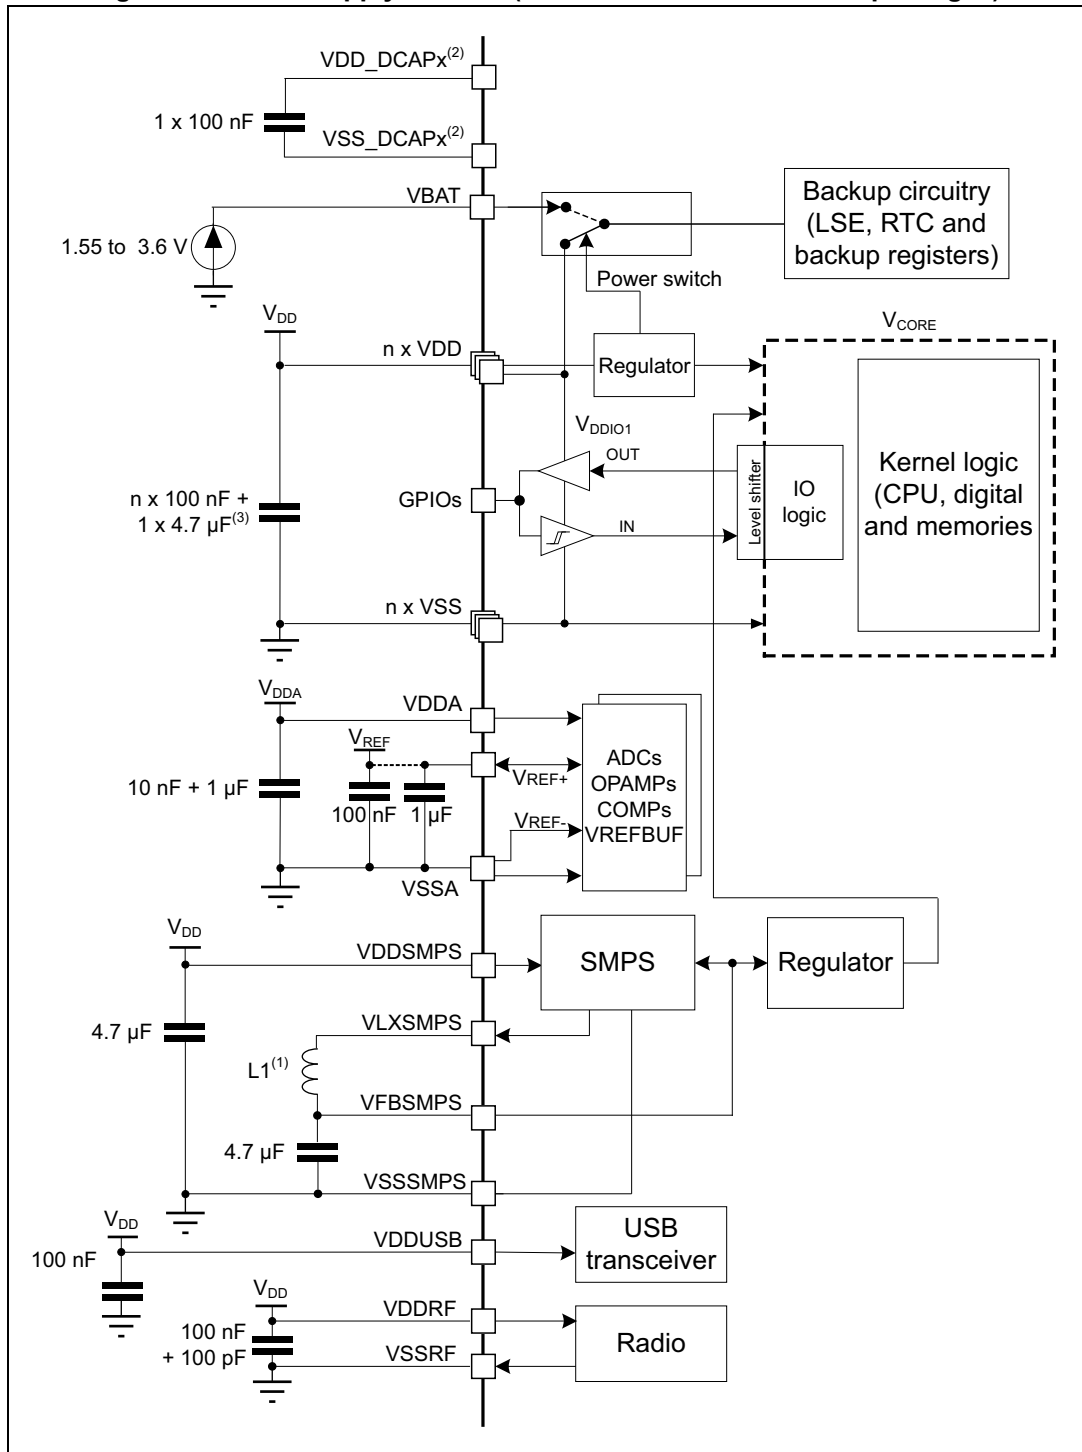 VDD_DCAPx(2)
1 x 100 nF
VSS_DCAPx(2)
VBAT
Backup circuitry
(LSE, RTC and
backup registers)
1.55 to 3.6 V
Power switch
VDD
VCORE
n x VDD
Regulator
VDDIO1
OUT
Kernel logic
(CPU, digital
and memories
Level shifter
IO
logic
GPIOs
n x 100 nF +
1 x 4.7 µF(3)
IN
n x VSS
VDDA
VDDA
VREF
ADCs
OPAMPs
COMPs
VREFBUF
VREF+
10 nF + 1 µF
100 nF
1 µF
VREF-
VSSA
VDD
VDDSMPS
SMPS
Regulator
4.7 µF
VLXSMPS
L1(1)
VFBSMPS
4.7 µF
VSSSMPS
VDD
USB
transceiver
VDDUSB
100 nF
VDD
VDDRF
100 nF
+ 100 pF
Radio
VSSRF